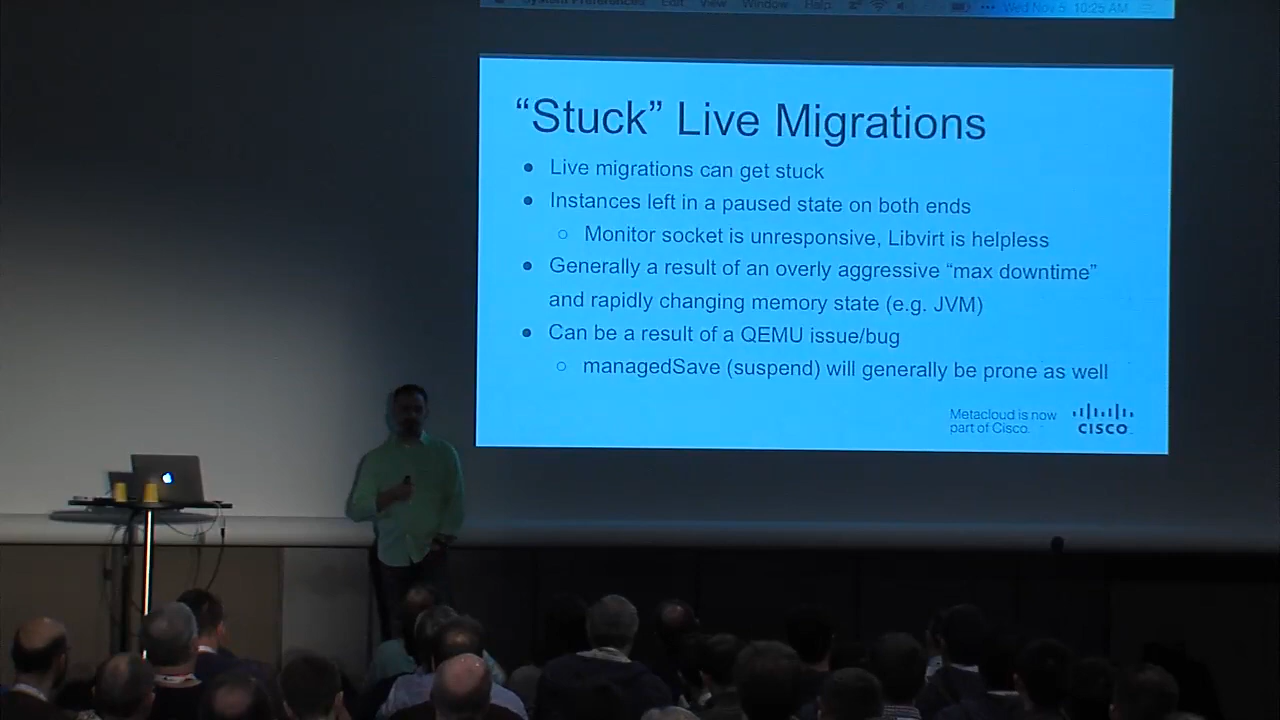 System Preferences Edit View Window Help Wed Nov 5 10:25 AM
“Stuck” Live Migrations
● Live migrations can get stuck
● Instances left in a paused state on both ends
○ Monitor socket is unresponsive, Libvirt is helpless
● Generally a result of an overly aggressive “max downtime”
and rapidly changing memory state (e.g. JVM)
● Can be a result of a QEMU issue/bug
○ managedSave (suspend) will generally be prone as well
Metacloud is now
part of Cisco.
CISCO